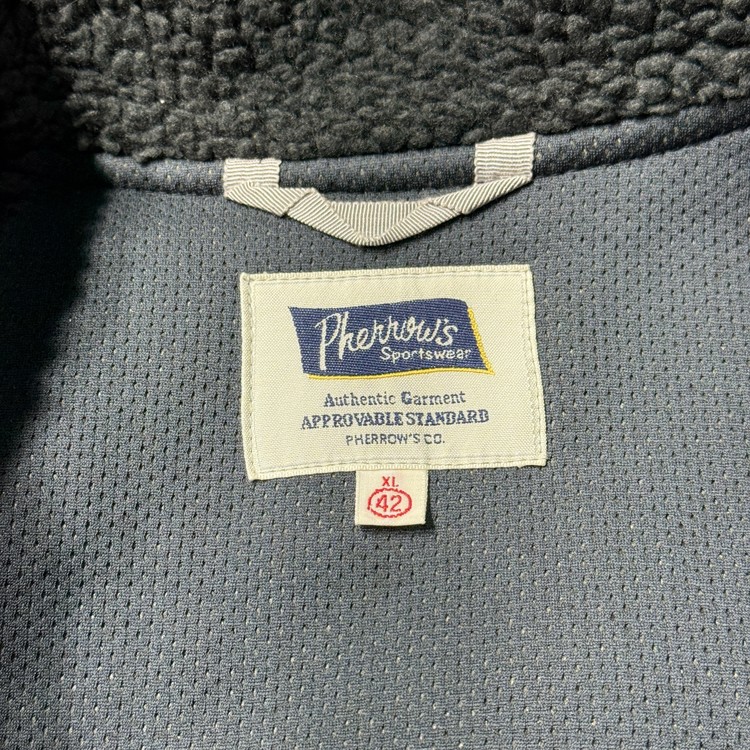 Pherrow's
Sportswear
Authentic Garment
APPROVABLE STANDARD
PHERROW'S CO.
XL
42